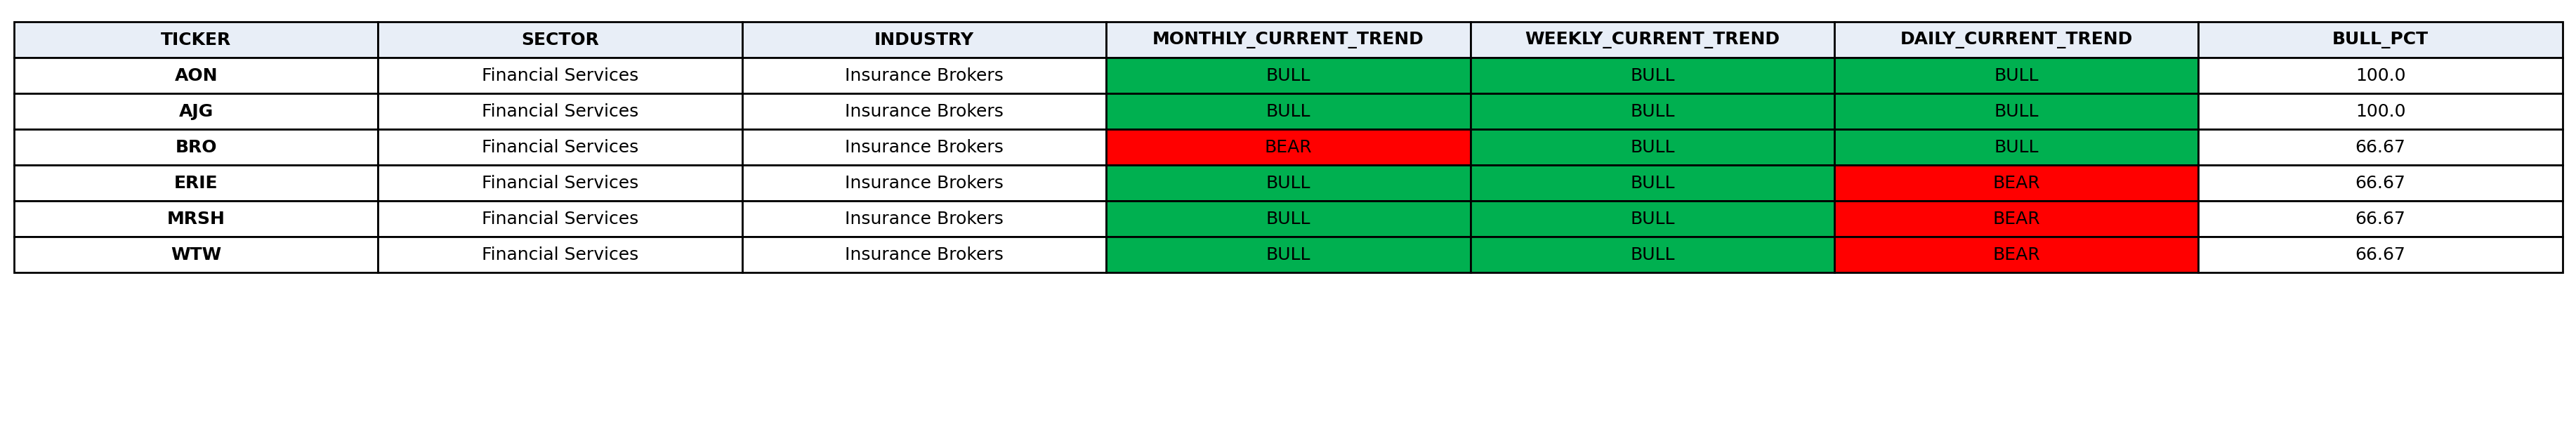 TICKER SECTOR INDUSTRY MONTHLY_CURRENT_TREND WEEKLY_CURRENT_TREND DAILY_CURRENT_TREND BULL_PCT
AON Financial Services Insurance Brokers BULL BULL BULL 100.0
AJG Financial Services Insurance Brokers BULL BULL BULL 100.0
BRO Financial Services Insurance Brokers BEAR BULL BULL 66.67
ERIE Financial Services Insurance Brokers BULL BULL BEAR 66.67
MRSH Financial Services Insurance Brokers BULL BULL BEAR 66.67
WTW Financial Services Insurance Brokers BULL BULL BEAR 66.67